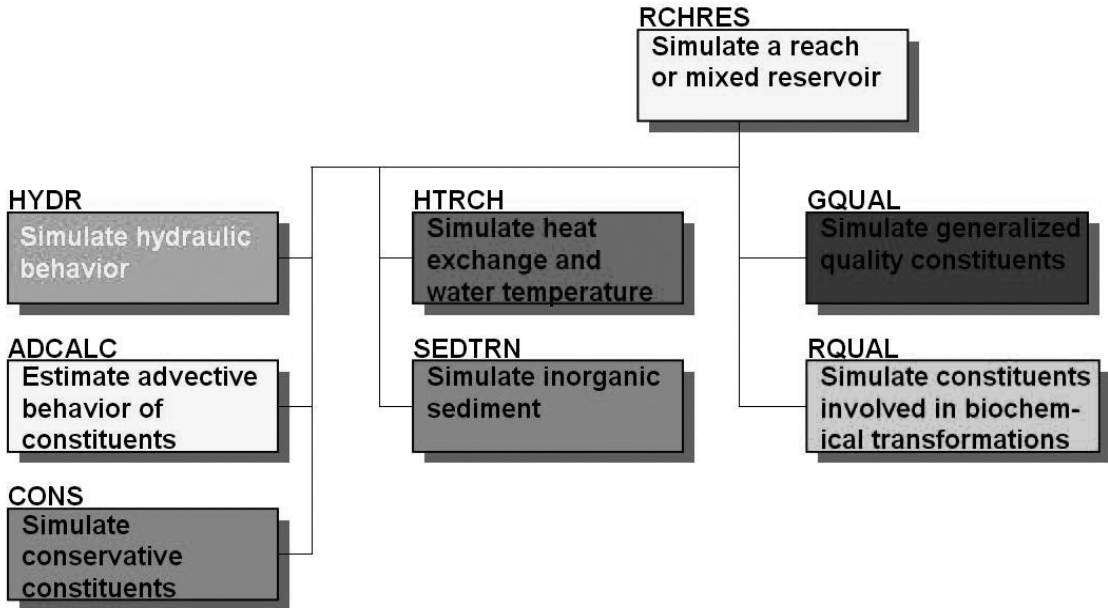 RCHRES
Simulate a reach
or mixed reservoir
HYDR
Simulate hydraulic
behavior
HTRCH
Simulate heat
exchange and
water temperature
GQUAL
Simulate generalized
quality constituents
ADCALC
Estimate advective
behavior of
constituents
SEDTRN
Simulate inorganic
sediment
RQUAL
Simulate constituents
involved in biochem-
ical transformations
CONS
Simulate
conservative
constituents